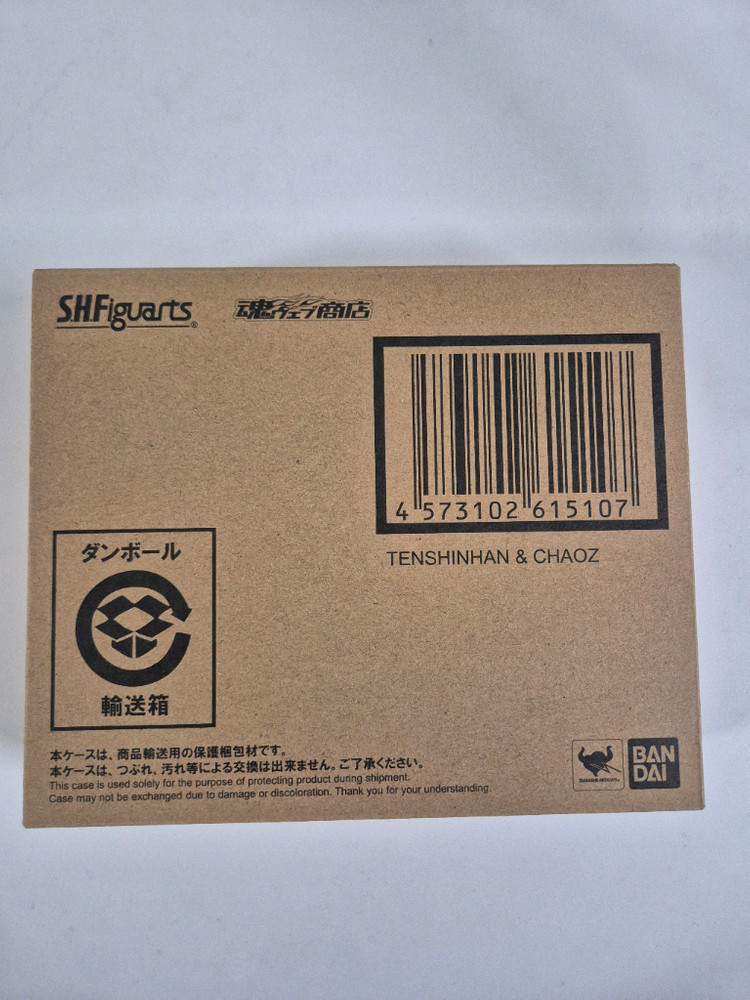 S.H.Figuarts®
魂ウェブ商店
4 573102 615107
TENSHINHAN & CHAOZ
ダンボール
輸送箱
本ケースは、商品輸送用の保護梱包材です。
本ケースは、つぶれ、汚れ等による交換は出来ません。ご了承ください。
This case is used solely for the purpose of protecting product during shipment.
Case may not be exchanged due to damage or discoloration. Thank you for your understanding.
BAN
DAI